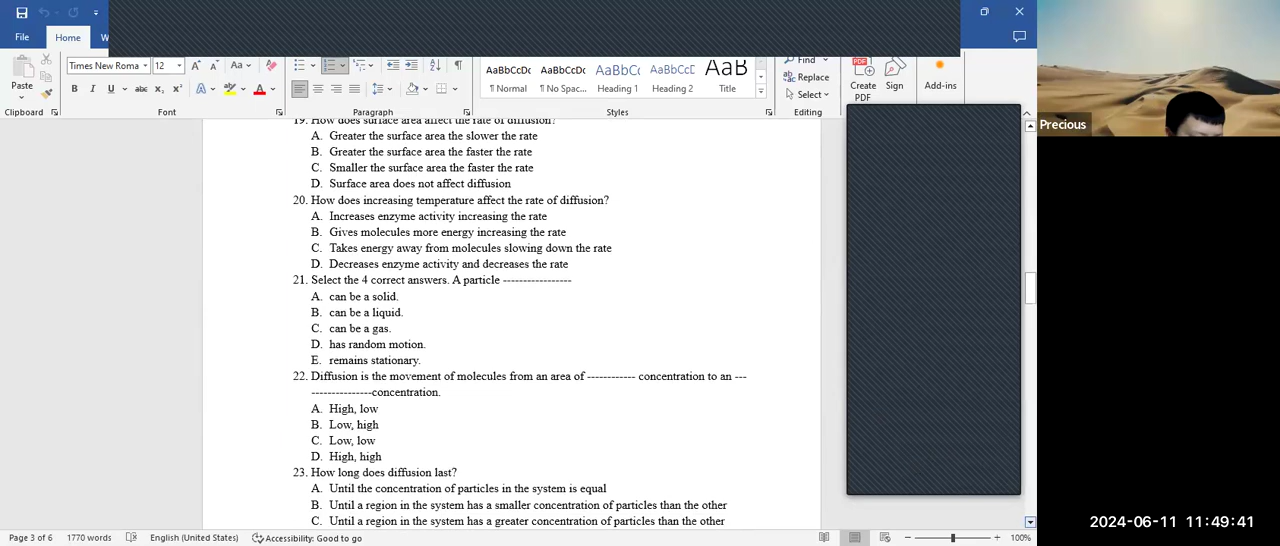 File
Home
W
Times New Roma
12
Aa
AaBbCcDc
AaBbCcDc
AaBbCc
AaBbCcD
AaB
Find
Replace
Select
Paste
B I U abc x₂ x² A A
¶ Normal
¶ No Spac...
Heading 1
Heading 2
Title
Create
PDF
Sign
Add-ins
Clipboard
Font
Paragraph
Styles
Editing
Precious
19. How does surface area affect the rate of diffusion?
A. Greater the surface area the slower the rate
B. Greater the surface area the faster the rate
C. Smaller the surface area the faster the rate
D. Surface area does not affect diffusion
20. How does increasing temperature affect the rate of diffusion?
A. Increases enzyme activity increasing the rate
B. Gives molecules more energy increasing the rate
C. Takes energy away from molecules slowing down the rate
D. Decreases enzyme activity and decreases the rate
21. Select the 4 correct answers. A particle -----------------
A. can be a solid.
B. can be a liquid.
C. can be a gas.
D. has random motion.
E. remains stationary.
22. Diffusion is the movement of molecules from an area of ------------ concentration to an ---
---------------concentration.
A. High, low
B. Low, high
C. Low, low
D. High, high
23. How long does diffusion last?
A. Until the concentration of particles in the system is equal
B. Until a region in the system has a smaller concentration of particles than the other
C. Until a region in the system has a greater concentration of particles than the other
Page 3 of 6
1770 words
English (United States)
Accessibility: Good to go
100%
2024-06-11 11:49:41